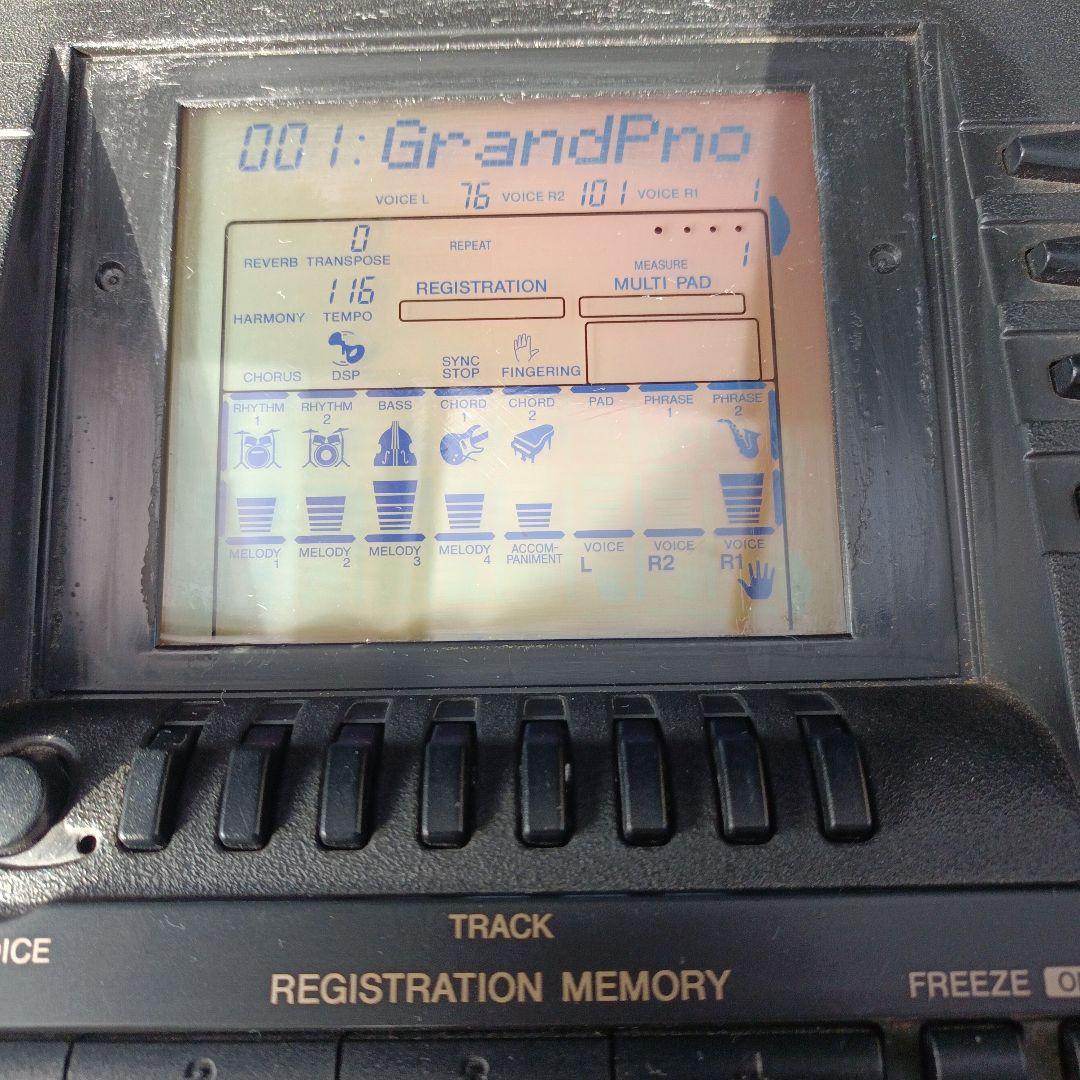 001:GrandPno
VOICE L 76 VOICE R2 101 VOICE R1 1
0
REVERB TRANSPOSE REPEAT MEASURE 1
116 REGISTRATION MULTI PAD
HARMONY TEMPO
CHORUS DSP SYNC STOP FINGERING
RHYTHM 1 RHYTHM 2 BASS CHORD 1 CHORD 2 PAD PHRASE 1 PHRASE 2
MELODY 1 MELODY 2 MELODY 3 MELODY 4 ACCOM-PANIMENT VOICE L VOICE R2 VOICE R1
TRACK
REGISTRATION MEMORY
FREEZE